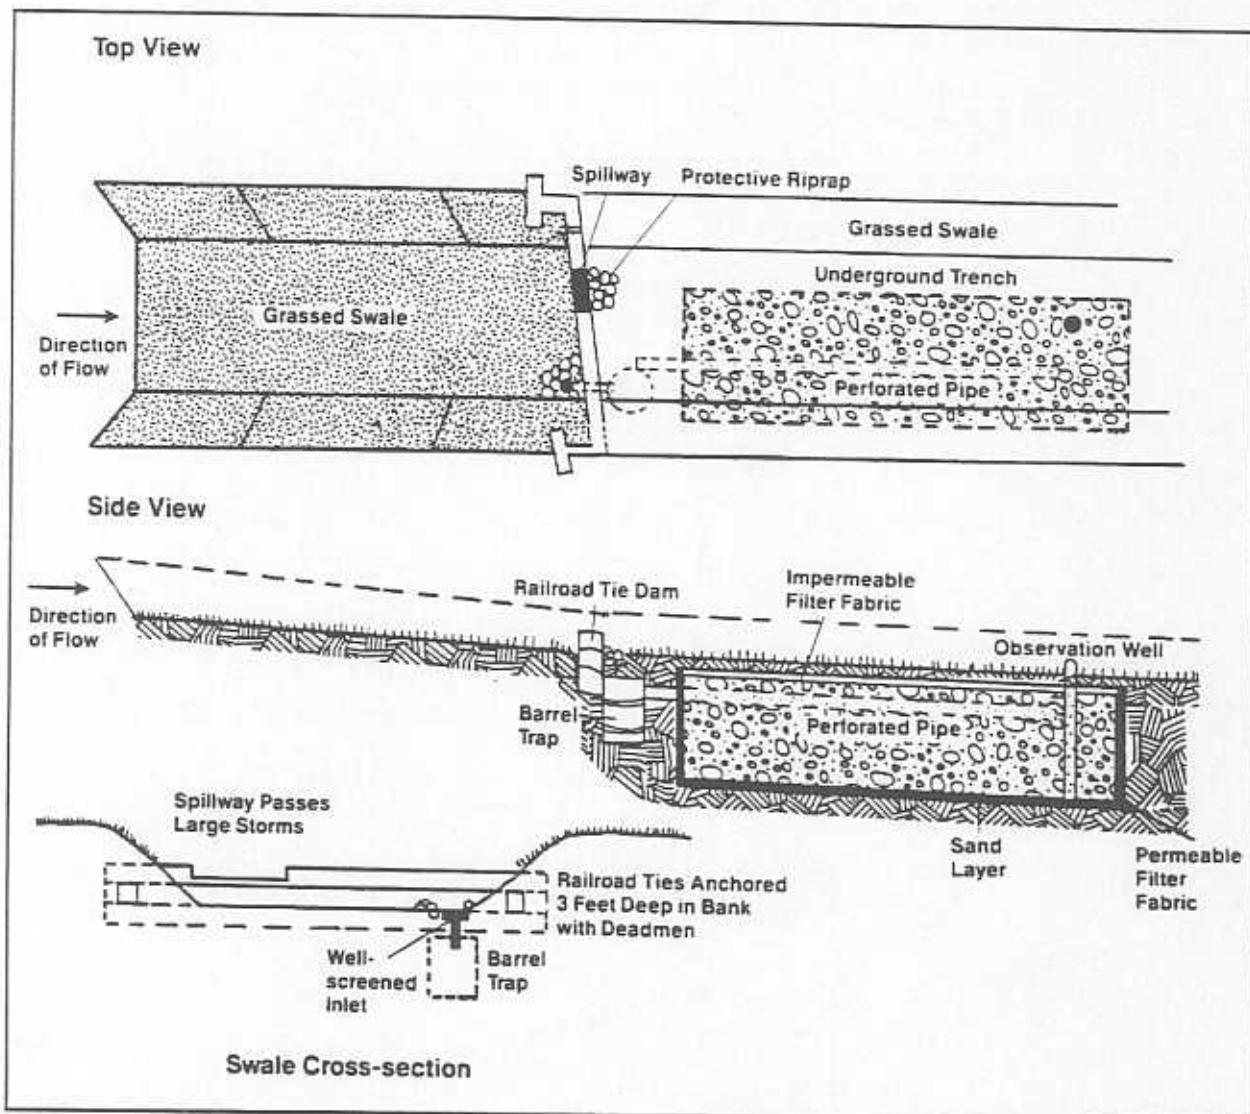 Top View
Spillway
Protective Riprap
Grassed Swale
Underground Trench
Grassed Swale
Direction
of Flow
Perforated Pipe
Side View
Direction
of Flow
Railroad Tie Dam
Impermeable
Filter Fabric
Observation Well
Barrel
Trap
Perforated Pipe
Spillway Passes
Large Storms
Sand
Layer
Permeable
Filter
Fabric
Railroad Ties Anchored
3 Feet Deep in Bank
with Deadmen
Well-
screened
Inlet
Barrel
Trap
Swale Cross-section